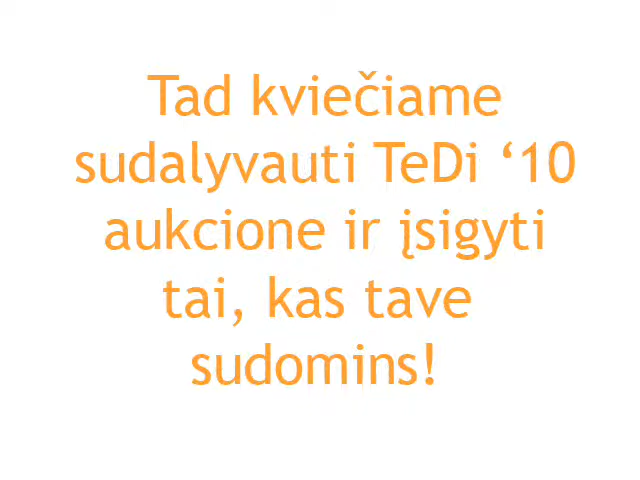 Tad kviečiame
sudalyvauti TeDi ‘10
aukcione ir įsigyti
tai, kas tave
sudomins!